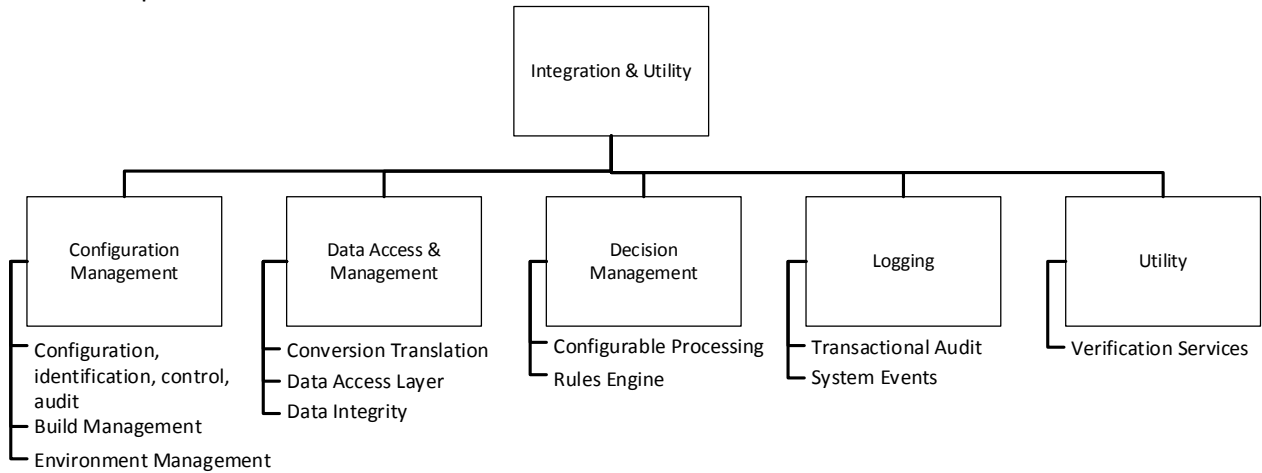 Integration & Utility
Configuration
Management
Data Access &
Management
Decision
Management
Logging
Utility
Configuration,
identification, control,
audit
Build Management
Environment Management
Conversion Translation
Data Access Layer
Data Integrity
Configurable Processing
Rules Engine
Transactional Audit
System Events
Verification Services